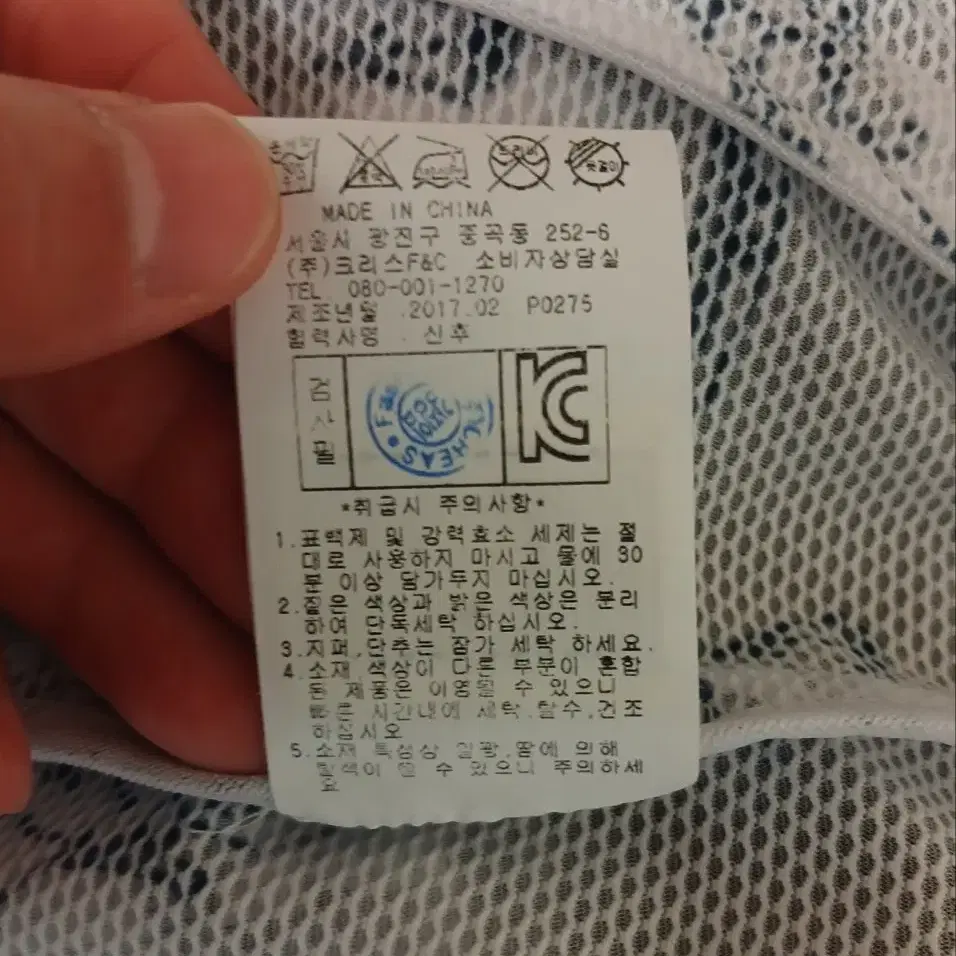 드라이
옷걸이
MADE IN CHINA
서울시 광진구 중곡동 252-6
(주)크리스F&C 소비자상담실
TEL. 080-001-1270
제조년월 .2017.02 P0275
협력사명 . 신후
검사필
KC
*취급시 주의사항*
1.표백제 및 강력효소 세제는 절
대로 사용하지 마시고 물에 30
분 이상 담가두지 마십시오.
2.짙은 색상과 밝은 색상은 분리
하여 단독세탁 하십시오.
3.지퍼,단추는 잠가 세탁 하세요.
4.소재 색상이 다른 부분이 혼합
된 제품은 이염될 수 있으니
빠른 시간내에 세탁,탈수,건조
하십시오
5.소재 특성상 일광,땀에 의해
탈색이 될 수 있으니 주의하세
요